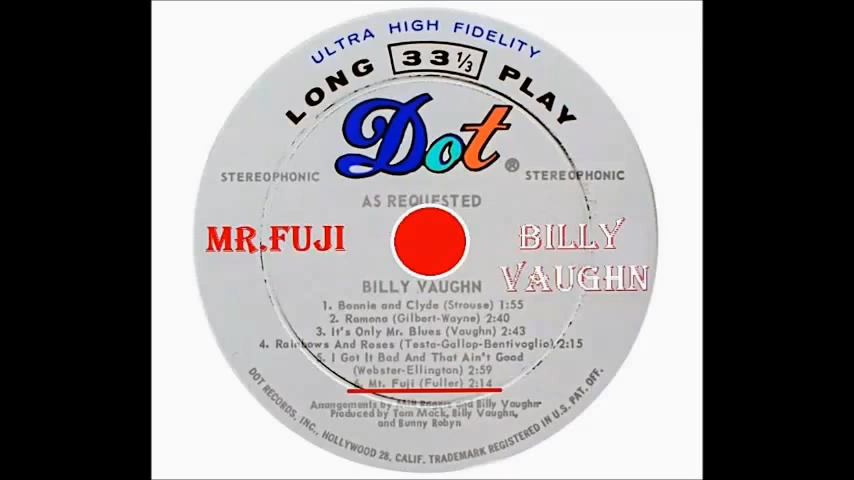 ULTRA HIGH FIDELITY
LONG 33 1/3 PLAY
Dot®
STEREOPHONIC STEREOPHONIC
AS REQUESTED
MR.FUJI
BILLY
VAUGHN
BILLY VAUGHN
1. Bonnie and Clyde (Strouse) 1:55
2. Ramona (Gilbert-Wayne) 2:40
3. It's Only Mr. Blues (Vaughn) 2:43
4. Rainbows And Roses (Testa-Gallop-Bentivoglio) 2:15
5. I Got It Bad And That Ain't Good
(Webster-Ellington) 2:59
6. Mt. Fuji (Fuller) 2:14
Arrangements by and Billy Vaughn
Produced by Tom Mack, Billy Vaughn,
and Bunny Robyn
DOT RECORDS, INC., HOLLYWOOD 28, CALIF. TRADEMARK REGISTERED IN U.S. PAT. OFF.